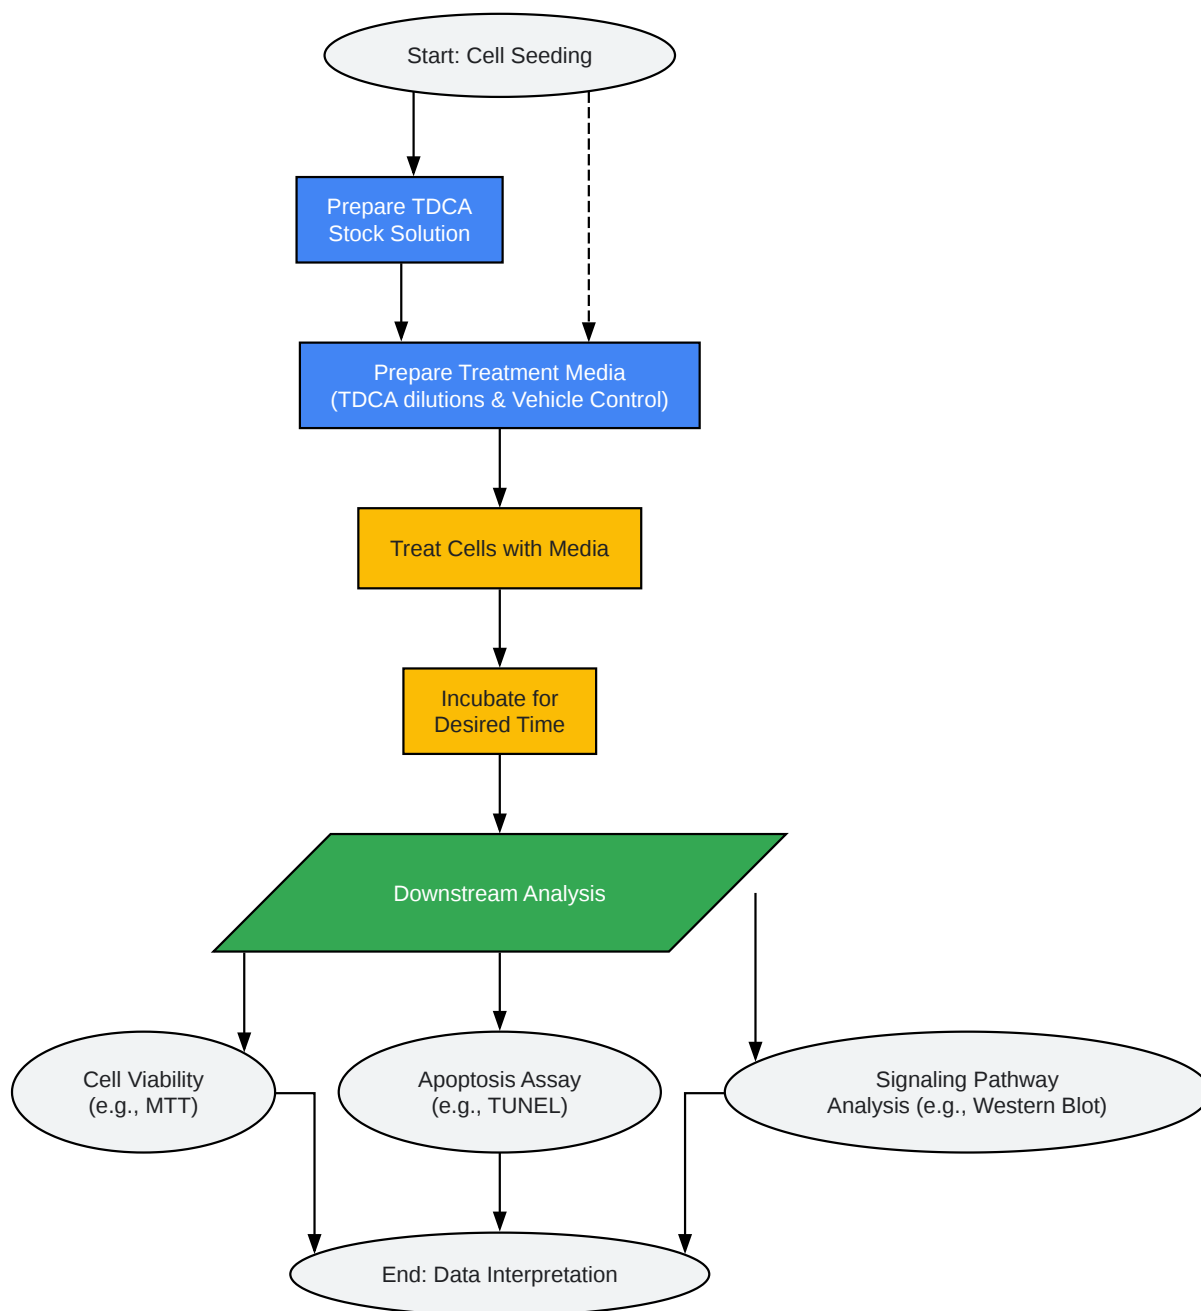 Start: Cell Seeding
Prepare TDCA
Stock Solution
Prepare Treatment Media
(TDCA dilutions & Vehicle Control)
Treat Cells with Media
Incubate for
Desired Time
Downstream Analysis
Cell Viability
(e.g., MTT)
Apoptosis Assay
(e.g., TUNEL)
Signaling Pathway
Analysis (e.g., Western Blot)
End: Data Interpretation